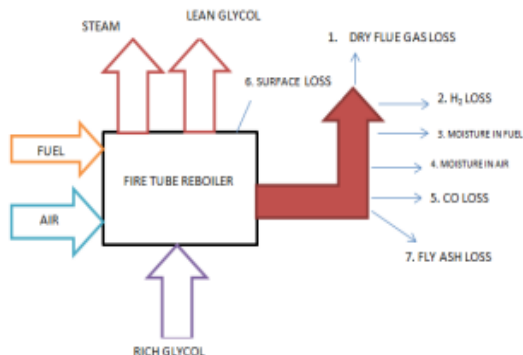 LEAN GLYCOL
STEAM
1. DRY FLUE GAS LOSS
6. SURFACE LOSS
2. H₂ LOSS
3. MOISTURE IN FUEL
FUEL
4. MOISTURE IN AIR
FIRE TUBE REBOILER
5. CO LOSS
AIR
7. FLY ASH LOSS
RICH GLYCOL